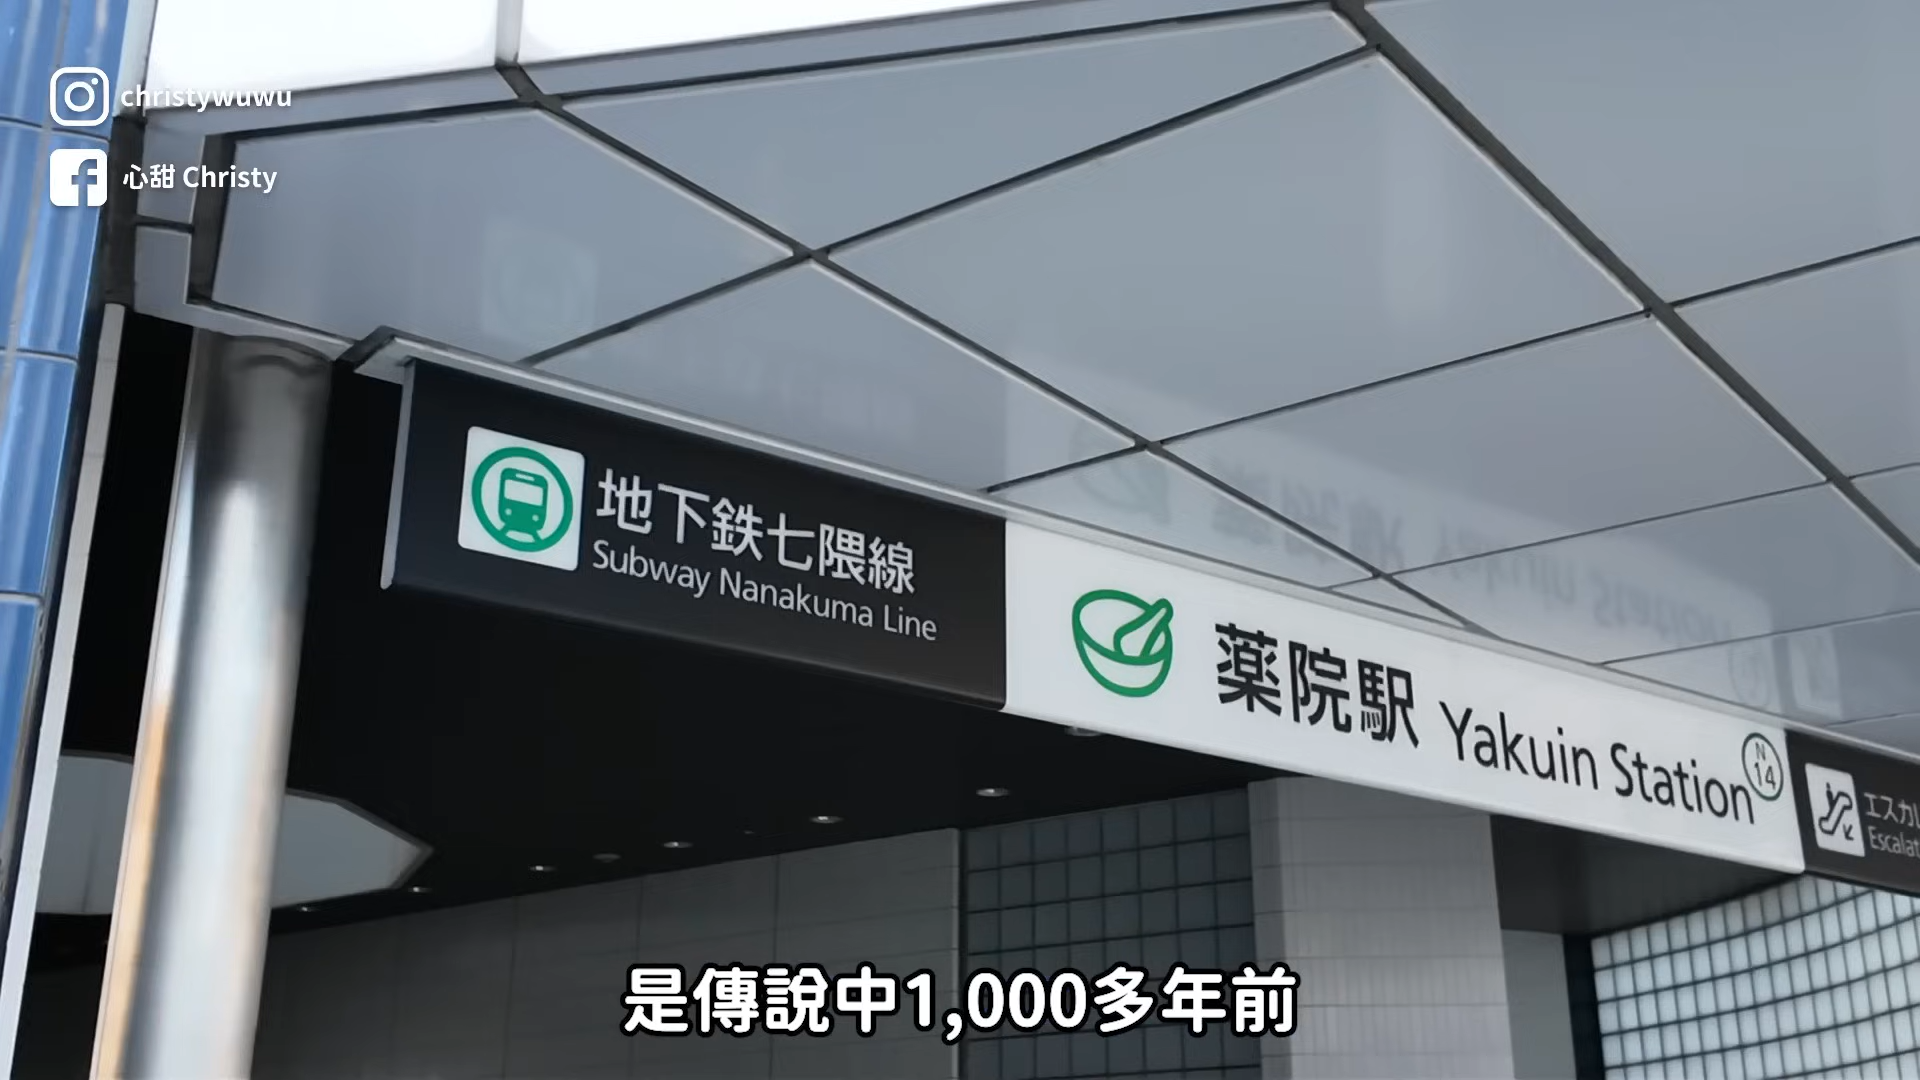 christywuwu
心甜 Christy
地下鉄七隈線
Subway Nanakuma Line
薬院駅 Yakuin Station
N
14
エスカ
Escalat
是傳說中1,000多年前